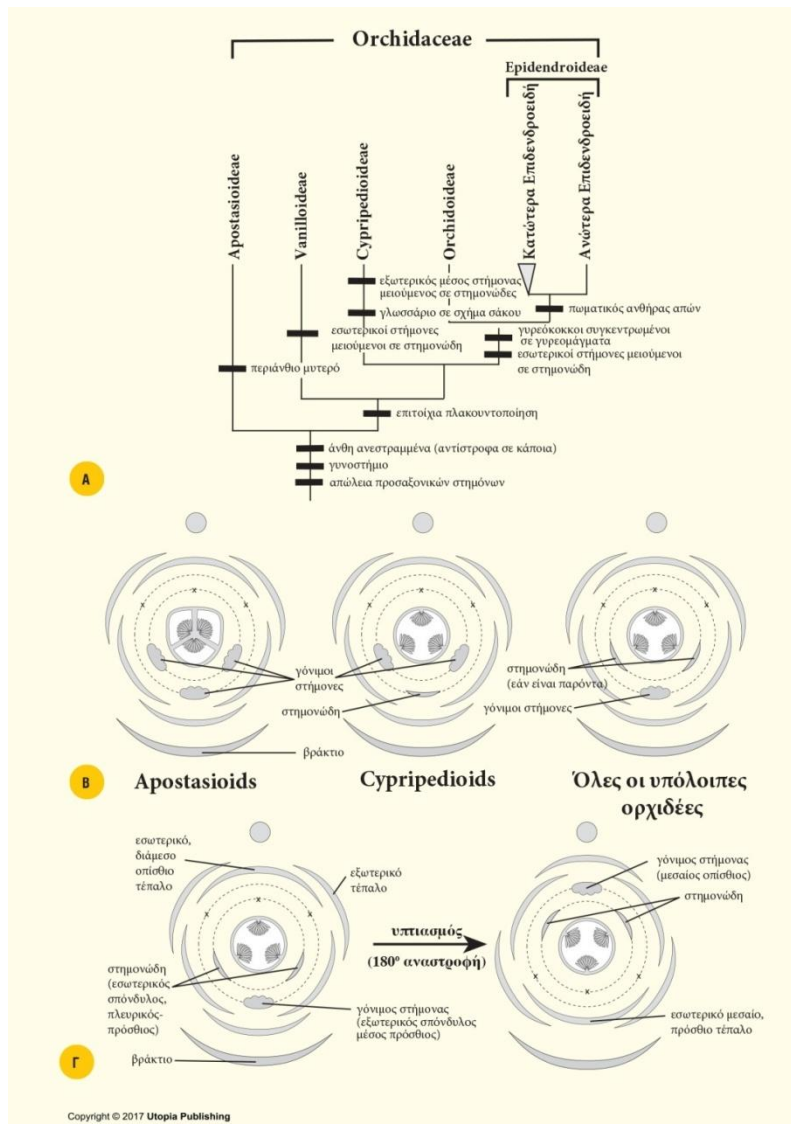 Orchidaceae
Epidendroideae
Apostasioideae
Vanilloideae
Cypripedioideae
Orchidoideae
Κατώτερα Επιδενδροειδή
Ανώτερα Επιδενδροειδή
εξωτερικός μέσος στήμονας
μειούμενος σε στημονώδες
γλωσσάριο σε σχήμα σάκου
πωματικός ανθήρας απών
εσωτερικοί στήμονες
μειούμενοι σε στημονώδη
γυρεόκοκκοι συγκεντρωμένοι
σε γυρεομάγματα
εσωτερικοί στήμονες μειούμενοι
σε στημονώδη
περιάνθιο μυτερό
επιτοίχια πλακουντοποίηση
άνθη ανεστραμμένα (αντίστροφα σε κάποια)
γυνοστήμιο
απώλεια προσαξονικών στημόνων
Α
x
x
x
x
x
x
x
x
x
γόνιμοι
στήμονες
στημονώδη
βράκτιο
στημονώδη
(εάν είναι παρόντα)
γόνιμοι στήμονες
Β
Apostasioids
Cypripedioids
Όλες οι υπόλοιπες
ορχιδέες
εσωτερικό,
διάμεσο
οπίσθιο
τέπαλο
εξωτερικό
τέπαλο
x
x
x
στημονώδη
(εσωτερικός
σπόνδυλος,
πλευρικός-
πρόσθιος)
γόνιμος στήμονας
(εξωτερικός σπόνδυλος
μέσος πρόσθιος)
βράκτιο
υπτιασμός
(180° αναστροφή)
γόνιμος στήμονας
(μεσαίος οπίσθιος)
στημονώδη
x
x
x
εσωτερικό μεσαίο,
πρόσθιο τέπαλο
Γ
Copyright © 2017 Utopia Publishing